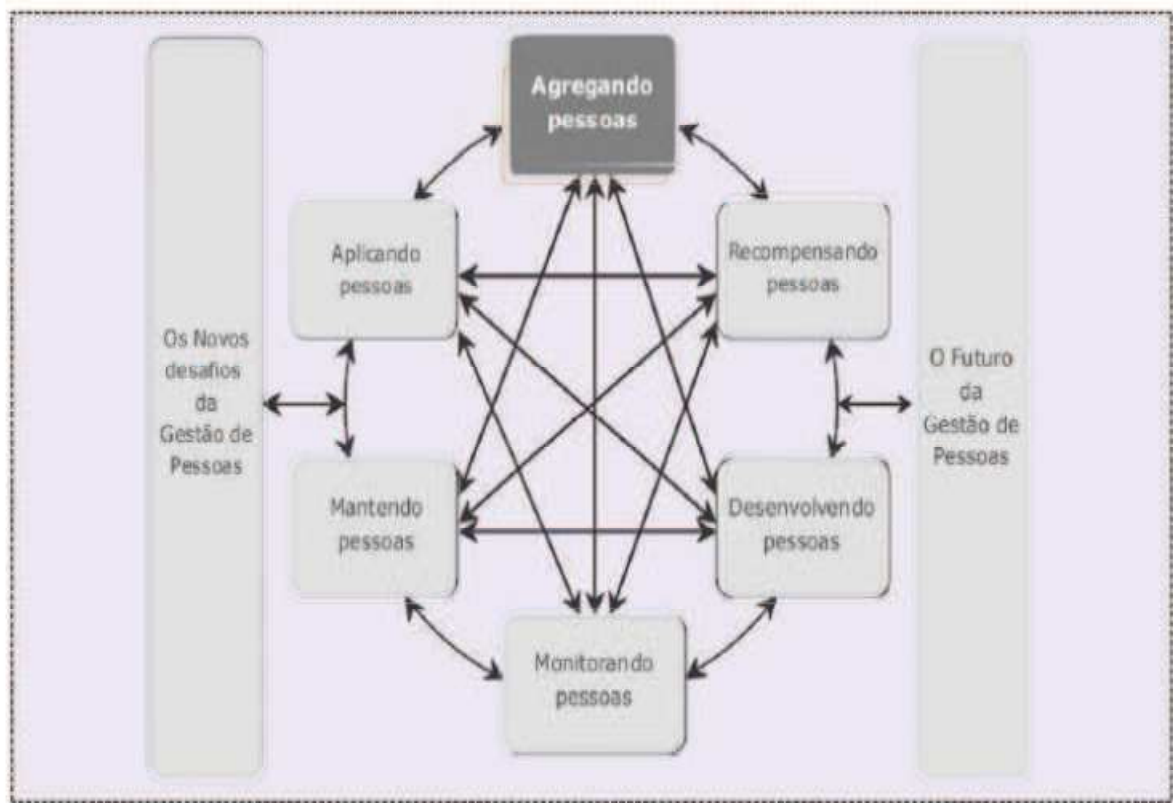 Agregando
pessoas
Aplicando
pessoas
Recompensando
pessoas
Os Novos
desafios
da
Gestão de
Pessoas
O Futuro
da
Gestão de
Pessoas
Mantendo
pessoas
Desenvolvendo
pessoas
Monitorando
pessoas